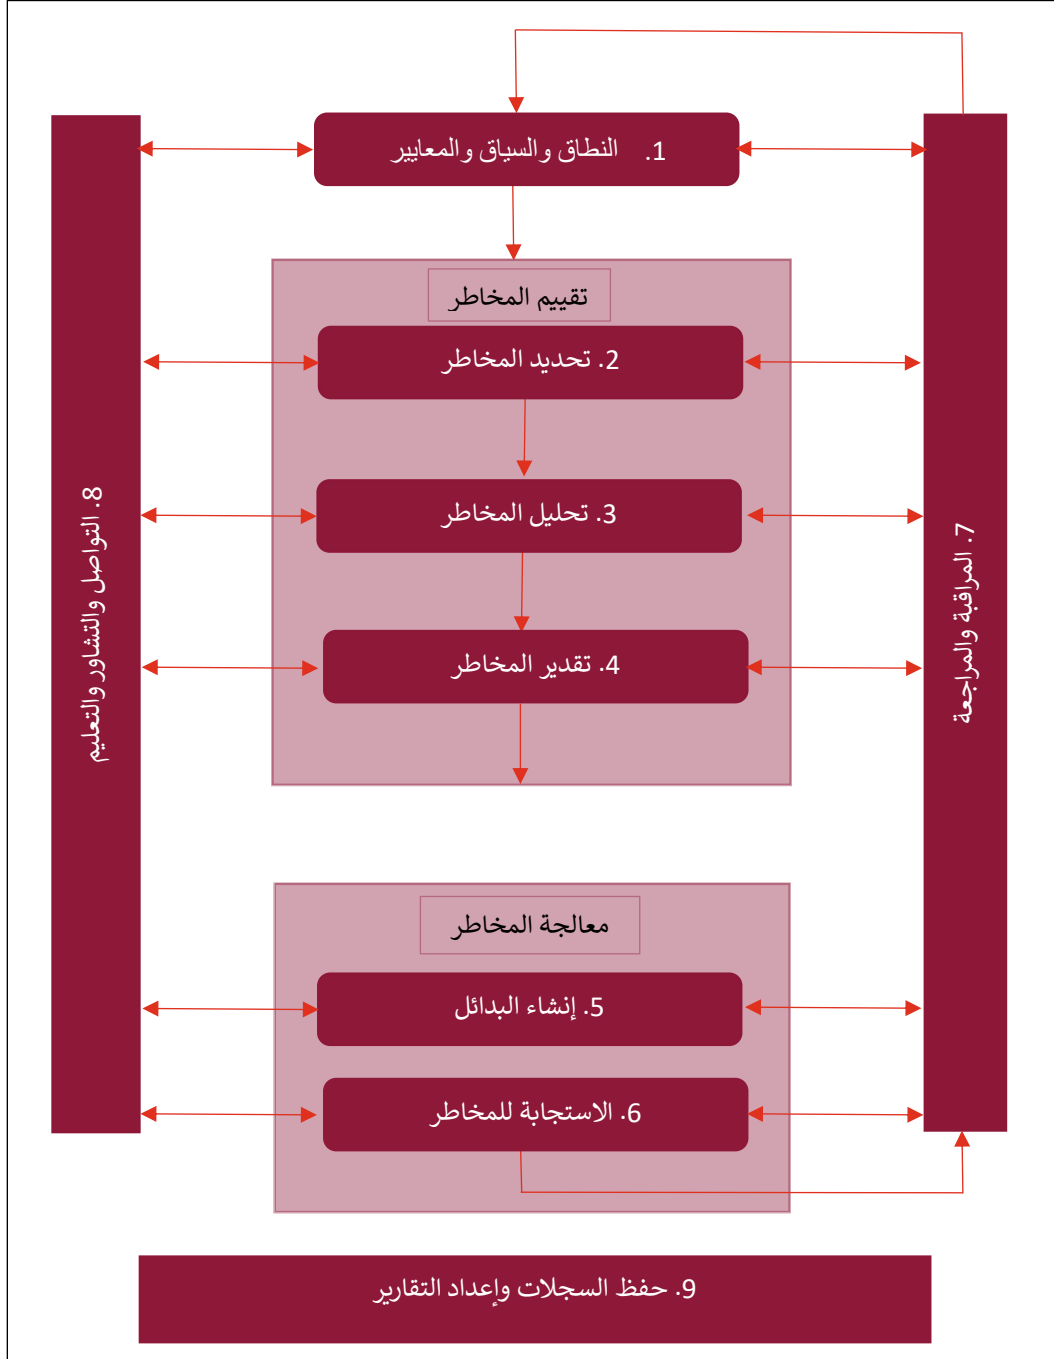 1. النطاق والسياق والمعايير
تقييم المخاطر
2. تحديد المخاطر
3. تحليل المخاطر
4. تقدير المخاطر
معالجة المخاطر
5. إنشاء البدائل
6. الاستجابة للمخاطر
7. المراقبة والمراجعة
8. التواصل والتشاور والتعليم
9. حفظ السجلات وإعداد التقارير